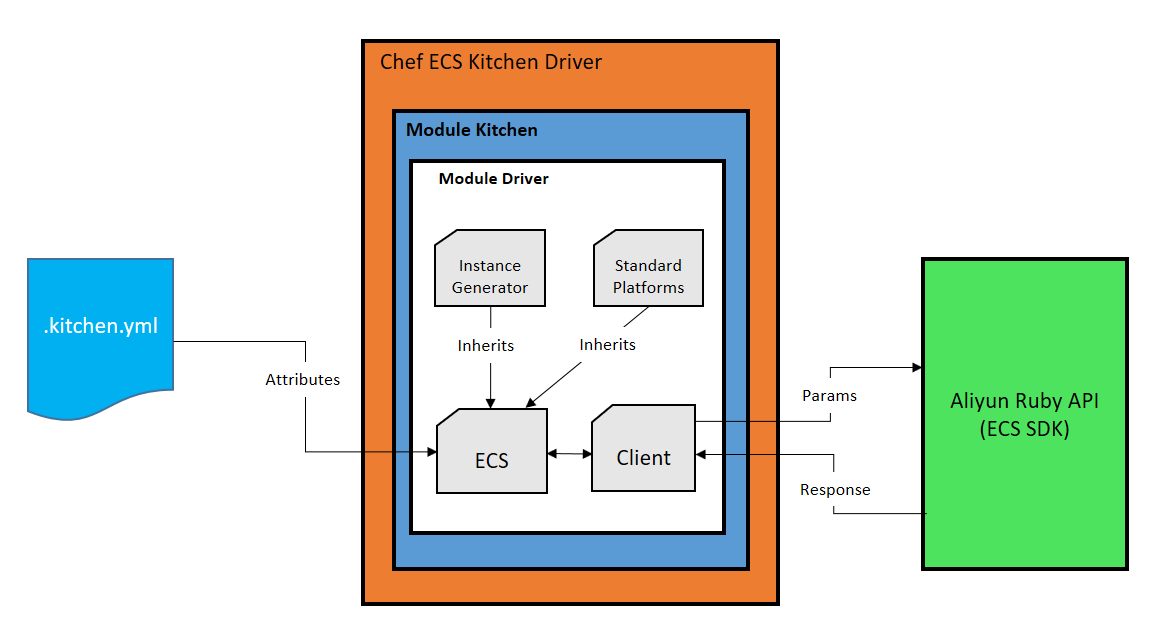 Chef ECS Kitchen Driver
Module Kitchen
Module Driver
Instance
Generator
Standard
Platforms
.kitchen.yml
Inherits
Inherits
Attributes
Params
Aliyun Ruby API
(ECS SDK)
ECS
Client
Response